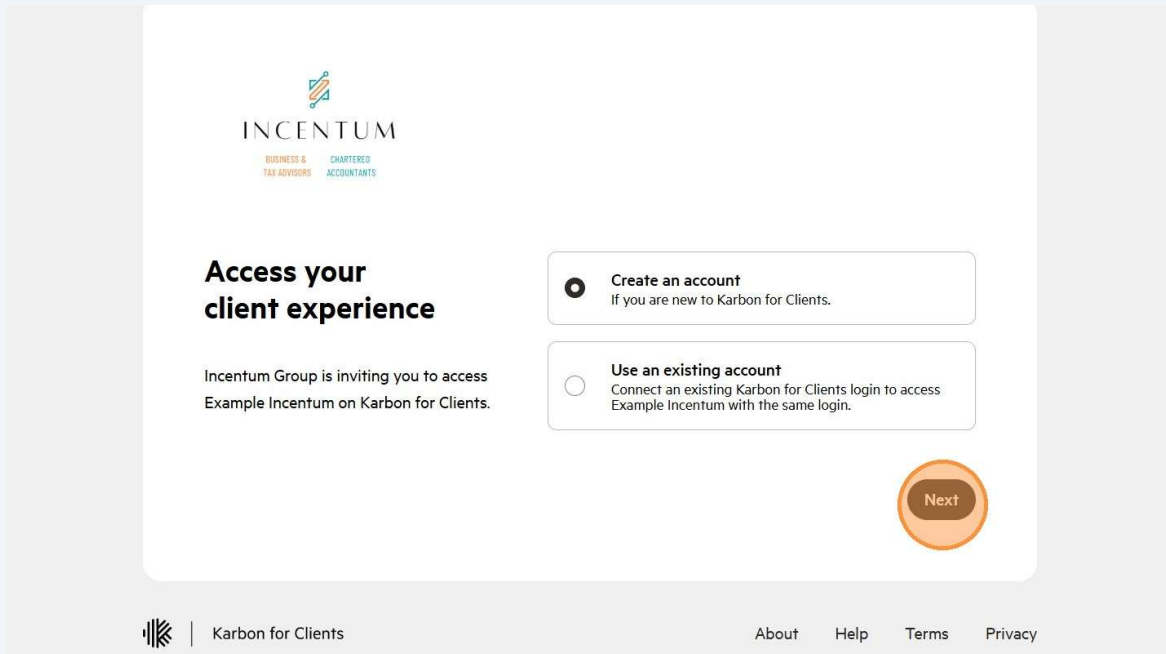 INCENTUM
BUSINESS & CHARTERED
TAX ADVISORS ACCOUNTANTS
Access your
client experience
Incentum Group is inviting you to access
Example Incentum on Karbon for Clients.
Create an account
If you are new to Karbon for Clients.
Use an existing account
Connect an existing Karbon for Clients login to access
Example Incentum with the same login.
Next
Karbon for Clients About Help Terms Privacy